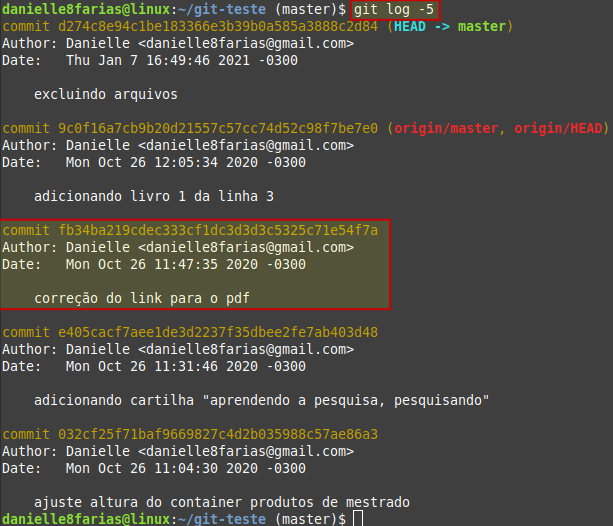 danielle8farias@linux:~/git-teste (master)$ git log -5
commit d274c8e94c1be183366e3b39b0a585a3888c2d84 (HEAD -> master)
Author: Danielle <danielle8farias@gmail.com>
Date:   Thu Jan 7 16:49:46 2021 -0300
excluindo arquivos
commit 9c0f16a7cb9b20d21557c57cc74d52c98f7be7e0 (origin/master, origin/HEAD)
Author: Danielle <danielle8farias@gmail.com>
Date:   Mon Oct 26 12:05:34 2020 -0300
adicionando livro 1 da linha 3
commit fb34ba219cdec333cf1dc3d3d3c5325c71e54f7a
Author: Danielle <danielle8farias@gmail.com>
Date:   Mon Oct 26 11:47:35 2020 -0300
correção do link para o pdf
commit e405cacf7aee1de3d2237f35dbee2fe7ab403d48
Author: Danielle <danielle8farias@gmail.com>
Date:   Mon Oct 26 11:31:46 2020 -0300
adicionando cartilha "aprendendo a pesquisa, pesquisando"
commit 032cf25f71baf9669827c4d2b035988c57ae86a3
Author: Danielle <danielle8farias@gmail.com>
Date:   Mon Oct 26 11:04:30 2020 -0300
ajuste altura do container produtos de mestrado
danielle8farias@linux:~/git-teste (master)$